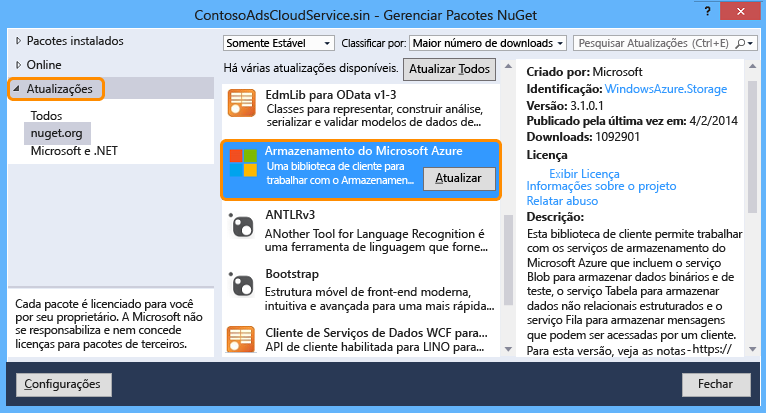 ContosoAdsCloudService.sin - Gerenciar Pacotes NuGet
Pacotes instalados
Online
Atualizações
Todos
nuget.org
Microsoft e .NET
Cada pacote é licenciado para você
por seu proprietário. A Microsoft não
se responsabiliza e nem concede
licenças para pacotes de terceiros.
Somente Estável
Classificar por: Maior número de downloads
Pesquisar Atualizações (Ctrl+E)
Há várias atualizações disponíveis. Atualizar Todos
EdmLib para OData v1-3
Classes para representar, construir análise,
serializar e validar modelos de dados de...
Armazenamento do Microsoft Azure
Uma biblioteca de cliente para
trabalhar com o Armazenamen...
Atualizar
ANTLRv3
ANother Tool for Language Recognition é
uma ferramenta de linguagem que forne...
Bootstrap
Estrutura móvel de front-end moderna,
intuitiva e avançada para uma mais rápida...
Cliente de Serviços de Dados WCF para...
API de cliente habilitada para LINO para...
Criado por: Microsoft
Identificação: WindowsAzure.Storage
Versão: 3.1.0.1
Publicado pela última vez em: 4/2/2014
Downloads: 1092901
Licença
Exibir Licença
Informações sobre o projeto
Relatar abuso
Descrição:
Esta biblioteca de cliente permite trabalhar
com os serviços de armazenamento do
Microsoft Azure que incluem o serviço
Blob para armazenar dados binários e de
teste, o serviço Tabela para armazenar
dados não relacionais estruturados e o
serviço Fila para armazenar mensagens
que podem ser acessadas por um cliente.
Para esta versão, veja as notas - https://
Configurações
Fechar